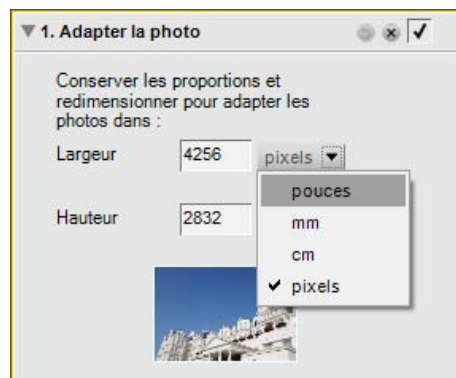 1. Adapter la photo
Conserver les proportions et
redimensionner pour adapter les
photos dans :
Largeur 4256 pixels
pouces
Hauteur 2832
mm
cm
pixels